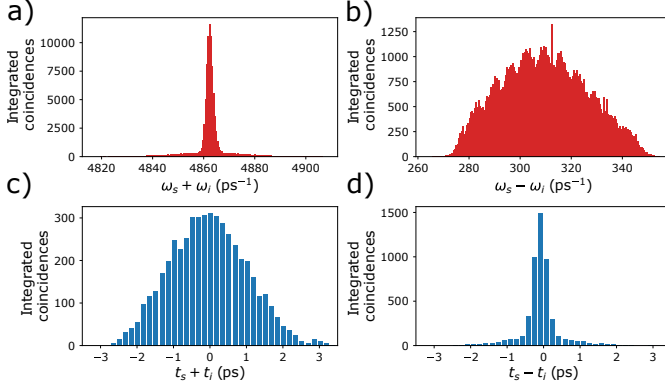 a)
Integrated
coincidences
10000
7500
5000
2500
0
4820 4840 4860 4880 4900
ω_s + ω_i (ps⁻¹)
b)
Integrated
coincidences
1250
1000
750
500
250
0
260 280 300 320 340
ω_s − ω_i (ps⁻¹)
c)
Integrated
coincidences
300
200
100
0
−3 −2 −1 0 1 2 3
t_s + t_i (ps)
d)
Integrated
coincidences
1500
1000
500
0
−3 −2 −1 0 1 2 3
t_s − t_i (ps)